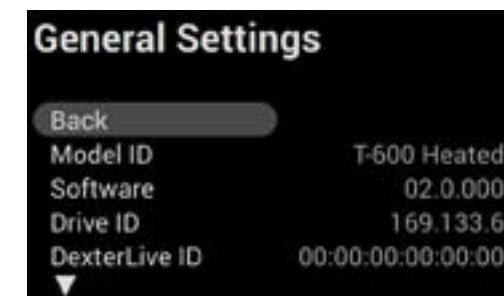 General Settings
Back
Model ID T-600 Heated
Software 02.0.000
Drive ID 169.133.6
DexterLive ID 00:00:00:00:00:00